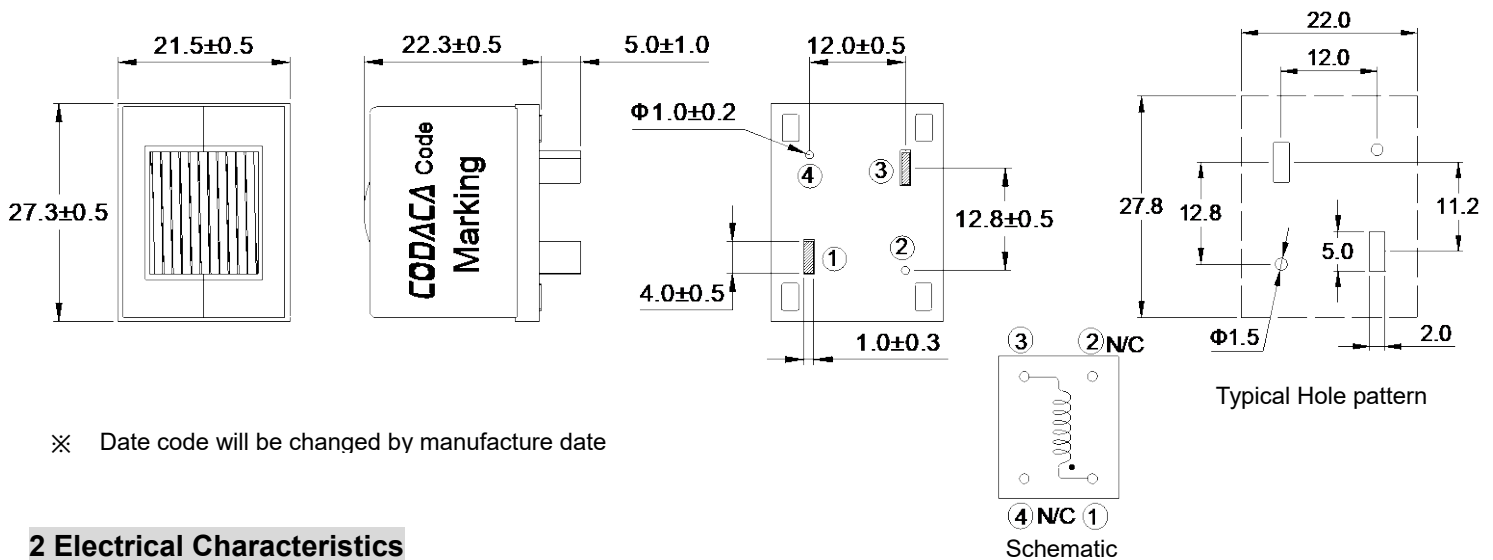 21.5±0.5
22.3±0.5
5.0±1.0
12.0±0.5
22.0
12.0
Φ1.0±0.2
CODACA Code
Marking
④
③
27.3±0.5
12.8±0.5
27.8
12.8
11.2
①
②
5.0
4.0±0.5
1.0±0.3
Φ1.5
2.0
③ ② N/C
Typical Hole pattern
※ Date code will be changed by manufacture date
④ N/C ①
Schematic
2 Electrical Characteristics